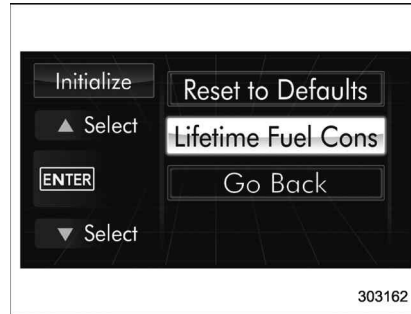 Initialize
▲ Select
ENTER
▼ Select
Reset to Defaults
Lifetime Fuel Cons
Go Back
303162